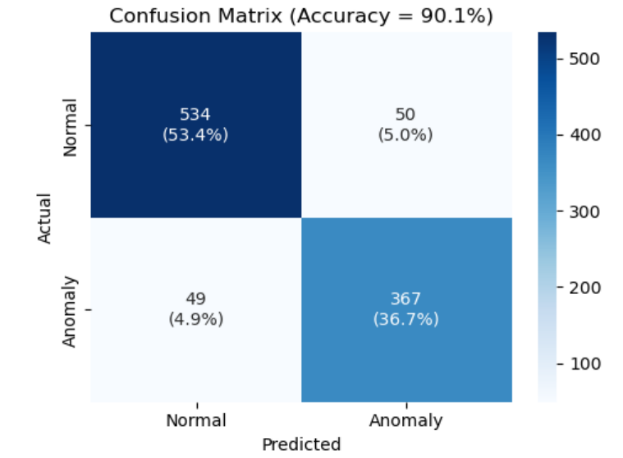 Confusion Matrix (Accuracy = 90.1%)
Actual
Normal
534
(53.4%)
50
(5.0%)
Anomaly
49
(4.9%)
367
(36.7%)
Normal
Anomaly
Predicted
500
400
300
200
100